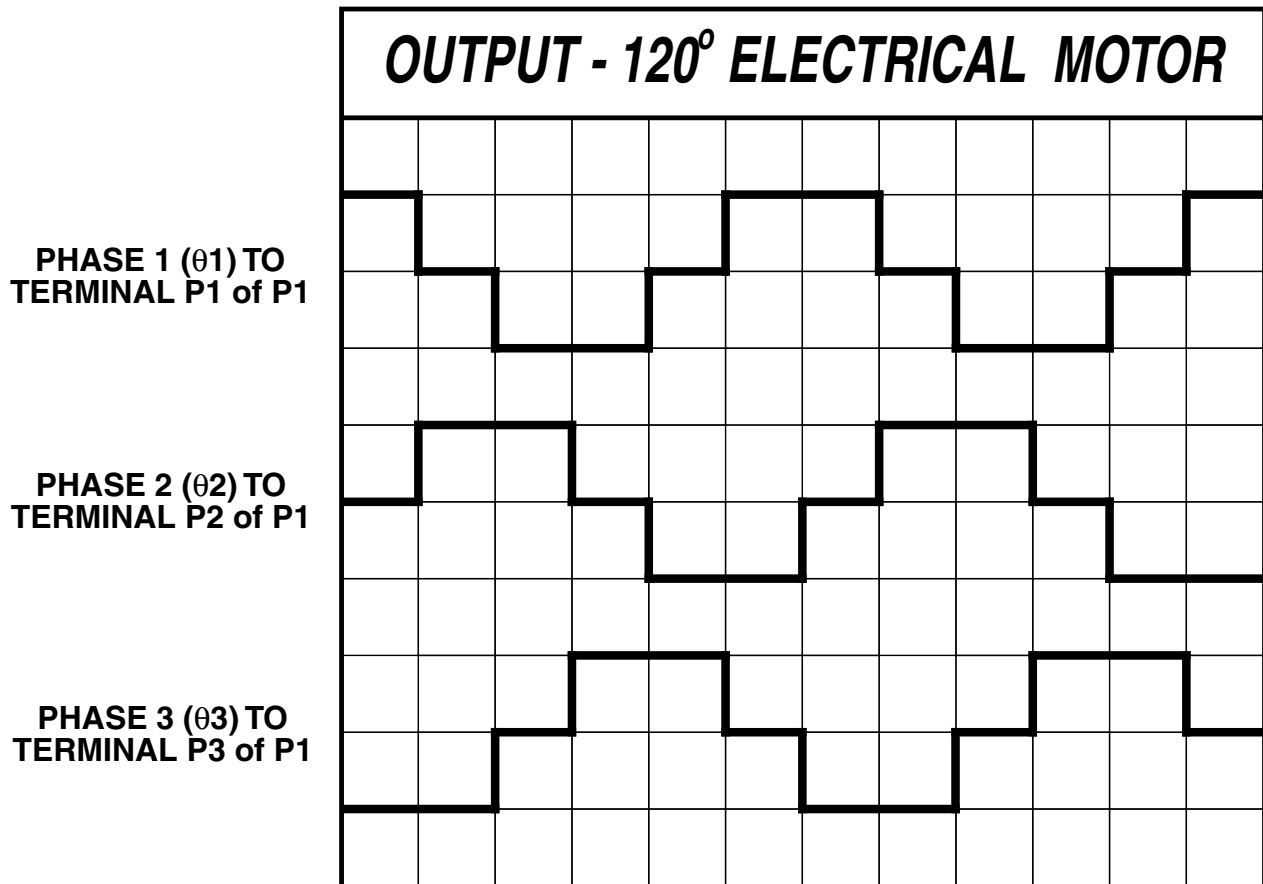 OUTPUT - 120° ELECTRICAL MOTOR
PHASE 1 (θ1) TO
TERMINAL P1 of P1
PHASE 2 (θ2) TO
TERMINAL P2 of P1
PHASE 3 (θ3) TO
TERMINAL P3 of P1